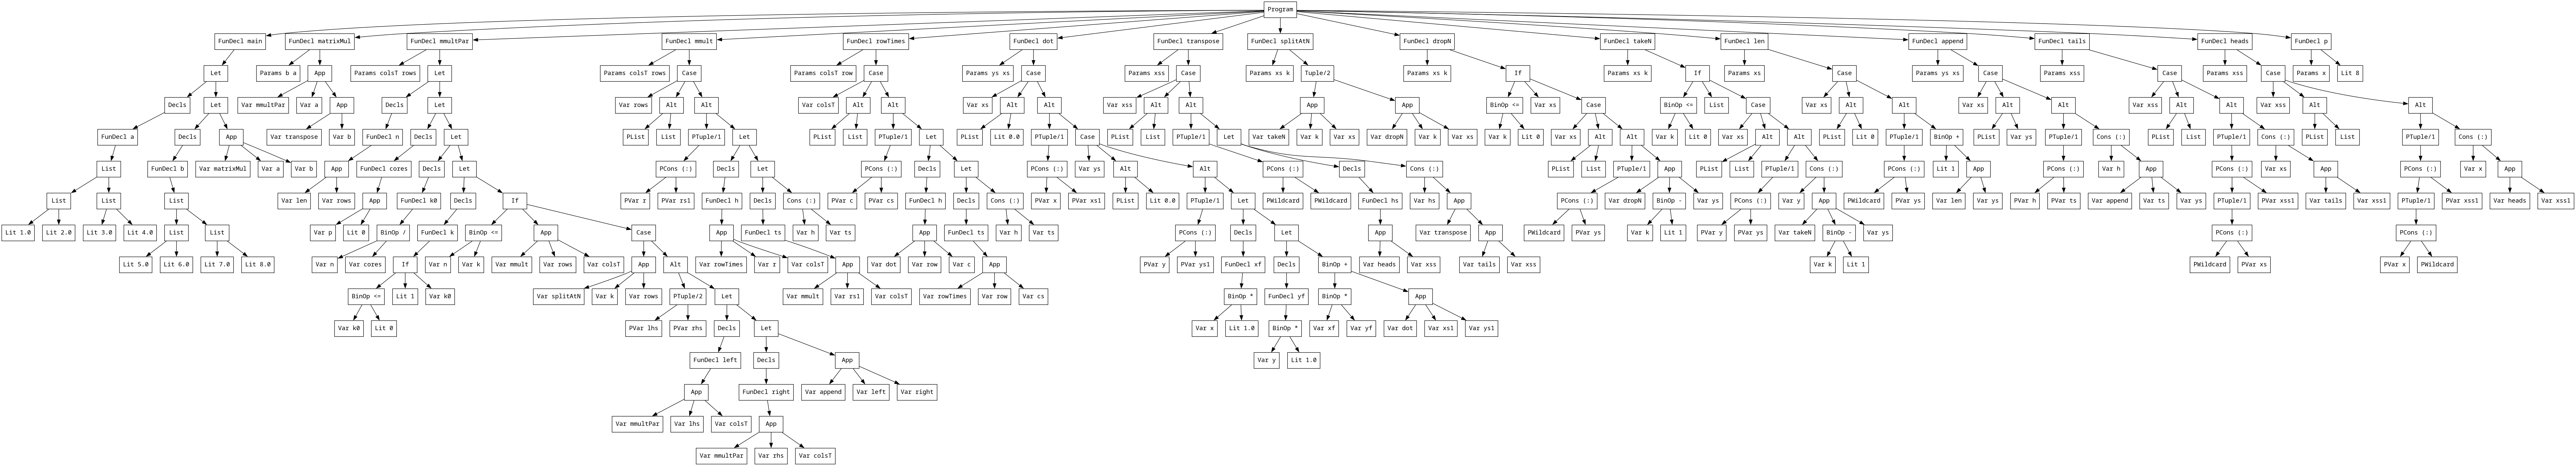 Program
FunDecl main FunDecl matrixMul FunDecl mmultPar FunDecl mmult FunDecl rowTimes FunDecl dot FunDecl transpose FunDecl splitAtN FunDecl dropN FunDecl takeN FunDecl len FunDecl append FunDecl tails FunDecl heads FunDecl p
Let Params b a App Params colsT rows Let Params colsT rows Case Params colsT row Case Params ys xs Case Params xss Case Params xs k Tuple/2 Params xs k If Params xs k If Params xs Case Params ys xs Case Params xss Case Params xss Case Params x Lit 8
Decls Let Var mmultPar Var a App Decls Let Var rows Alt Alt Var colsT Alt Alt Var xs Alt Alt Var xss Alt Alt App App BinOp <= Case Var xs BinOp <= List Case Var xs Alt Alt Var xs Alt Alt Var xss Alt Alt Var xss Alt Alt
FunDecl a Decls App Var transpose Var b FunDecl n Decls Let PList List PTuple/1 Let PList List PTuple/1 Let PList Lit 0.0 PTuple/1 Case PList List PTuple/1 Let Var takeN Var k Var xs Var dropN Var k Var xs Var k Lit 0 Var xs Alt Alt Var k Lit 0 Var xs Alt Alt PList Lit 0 PTuple/1 BinOp + PList Var ys PTuple/1 Cons (:) PList List PTuple/1 Cons (:) PList List PTuple/1 Cons (:)
List FunDecl b Var matrixMul Var a Var b App FunDecl cores Decls Let PCons (:) Decls Let PCons (:) Decls Let PCons (:) Var ys Alt Alt PCons (:) Decls Cons (:) PList List PTuple/1 App PList List PTuple/1 Cons (:) PCons (:) Lit 1 App PCons (:) Var h App PCons (:) Var xs App PCons (:) Var x App
List List List Var len Var rows App FunDecl k0 Decls If PVar r PVar rs1 FunDecl h Decls Cons (:) PVar c PVar cs FunDecl h Decls Cons (:) PVar x PVar xs1 PList Lit 0.0 PTuple/1 Let PWildcard PWildcard FunDecl hs Var hs App PCons (:) Var dropN BinOp - Var ys PCons (:) Var y App PWildcard PVar ys Var len Var ys PVar h PVar ts Var append Var ts Var ys PTuple/1 PVar xss1 Var tails Var xss1 PTuple/1 PVar xss1 Var heads Var xss1
Lit 1.0 Lit 2.0 Lit 3.0 Lit 4.0 List List Var p Lit 0 BinOp / FunDecl k BinOp <= App Case App FunDecl ts Var h Var ts App FunDecl ts Var h Var ts PCons (:) Decls Let App Var transpose App PWildcard PVar ys Var k Lit 1 PVar y PVar ys Var takeN BinOp - Var ys PCons (:) PCons (:)
Lit 5.0 Lit 6.0 Lit 7.0 Lit 8.0 Var n Var cores If Var n Var k Var mmult Var rows Var colsT App Alt Var rowTimes Var r Var colsT App Var dot Var row Var c App PVar y PVar ys1 FunDecl xf Decls BinOp + Var heads Var xss Var tails Var xss Var k Lit 1 PWildcard PVar xs PVar x PWildcard
BinOp <= Lit 1 Var k0 Var splitAtN Var k Var rows PTuple/2 Let Var mmult Var rs1 Var colsT Var rowTimes Var row Var cs BinOp * FunDecl yf BinOp * App
Var k0 Lit 0 PVar lhs PVar rhs Decls Let Var x Lit 1.0 BinOp * Var xf Var yf Var dot Var xs1 Var ys1
FunDecl left Decls App Var y Lit 1.0
App FunDecl right Var append Var left Var right
Var mmultPar Var lhs Var colsT App
Var mmultPar Var rhs Var colsT